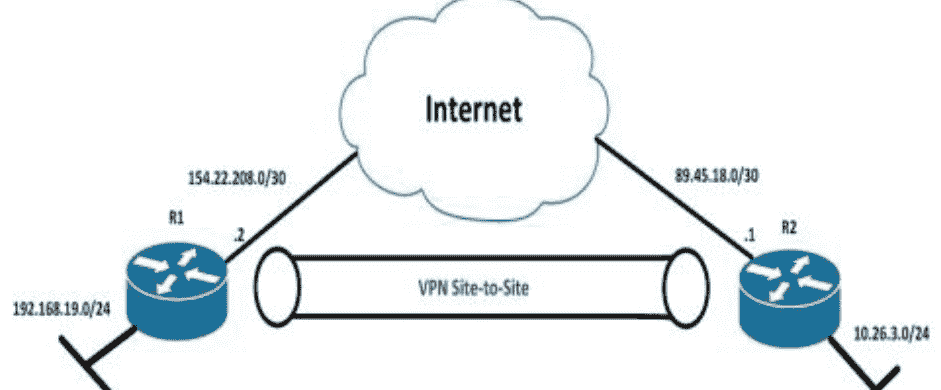 Internet
154.22.208.0/30
89.45.18.0/30
R1
R2
.2
.1
VPN Site-to-Site
192.168.19.0/24
10.26.3.0/24